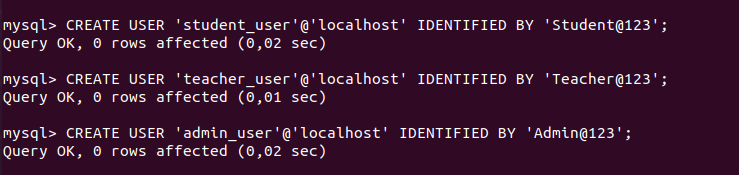 mysql> CREATE USER 'student_user'@'localhost' IDENTIFIED BY 'Student@123';
Query OK, 0 rows affected (0,02 sec)
mysql> CREATE USER 'teacher_user'@'localhost' IDENTIFIED BY 'Teacher@123';
Query OK, 0 rows affected (0,01 sec)
mysql> CREATE USER 'admin_user'@'localhost' IDENTIFIED BY 'Admin@123';
Query OK, 0 rows affected (0,02 sec)